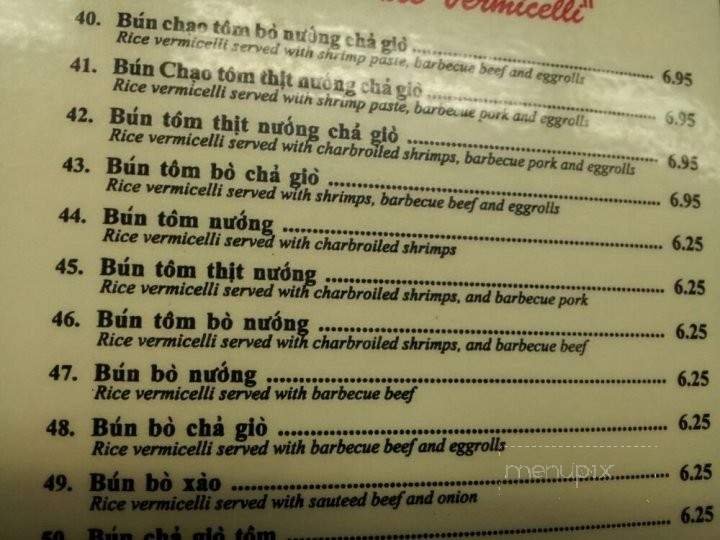 Vermicelli"
40. Bún chạo tôm bò nướng chả giò 6.95
Rice vermicelli served with shrimp paste, barbecue beef and eggrolls
41. Bún Chạo tôm thịt nướng chả giò 6.95
Rice vermicelli served with shrimp paste, barbecue pork and eggrolls
42. Bún tôm thịt nướng chả giò 6.95
Rice vermicelli served with charbroiled shrimps, barbecue pork and eggrolls
43. Bún tôm bò chả giò 6.95
Rice vermicelli served with shrimps, barbecue beef and eggrolls
44. Bún tôm nướng 6.25
Rice vermicelli served with charbroiled shrimps
45. Bún tôm thịt nướng 6.25
Rice vermicelli served with charbroiled shrimps, and barbecue pork
46. Bún tôm bò nướng 6.25
Rice vermicelli served with charbroiled shrimps, and barbecue beef
47. Bún bò nướng 6.25
Rice vermicelli served with barbecue beef
48. Bún bò chả giò 6.25
Rice vermicelli served with barbecue beef and eggrolls
menupix
49. Bún bò xào 6.25
Rice vermicelli served with sauteed beef and onion
50. Bún chả giò tôm 6.25